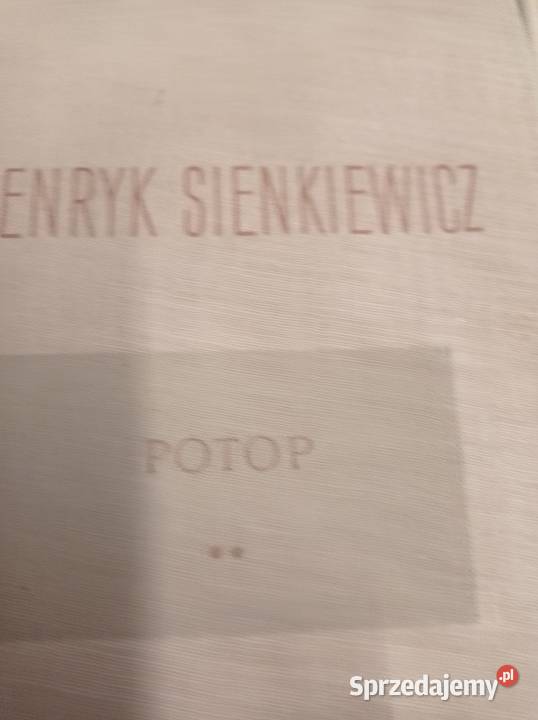 ENRYK SIENKIEWICZ
POTOP
**
Sprzedajemy.pl